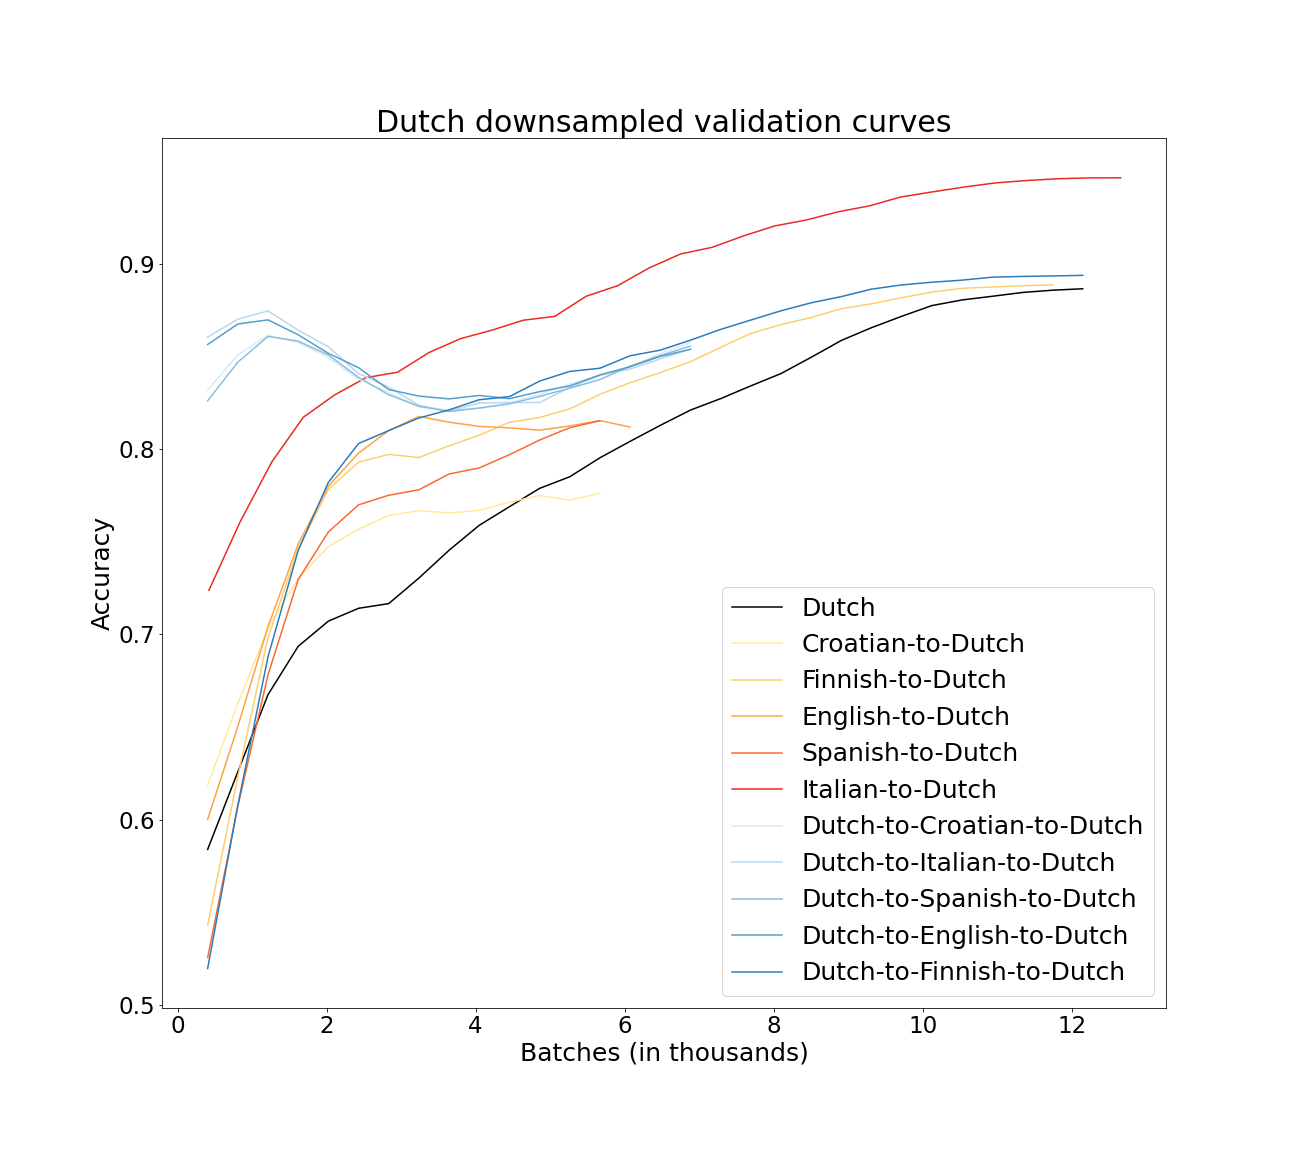 Dutch downsampled validation curves
0.9
0.8
0.7
0.6
0.5
Accuracy
0 2 4 6 8 10 12
Batches (in thousands)
Dutch
Croatian-to-Dutch
Finnish-to-Dutch
English-to-Dutch
Spanish-to-Dutch
Italian-to-Dutch
Dutch-to-Croatian-to-Dutch
Dutch-to-Italian-to-Dutch
Dutch-to-Spanish-to-Dutch
Dutch-to-English-to-Dutch
Dutch-to-Finnish-to-Dutch